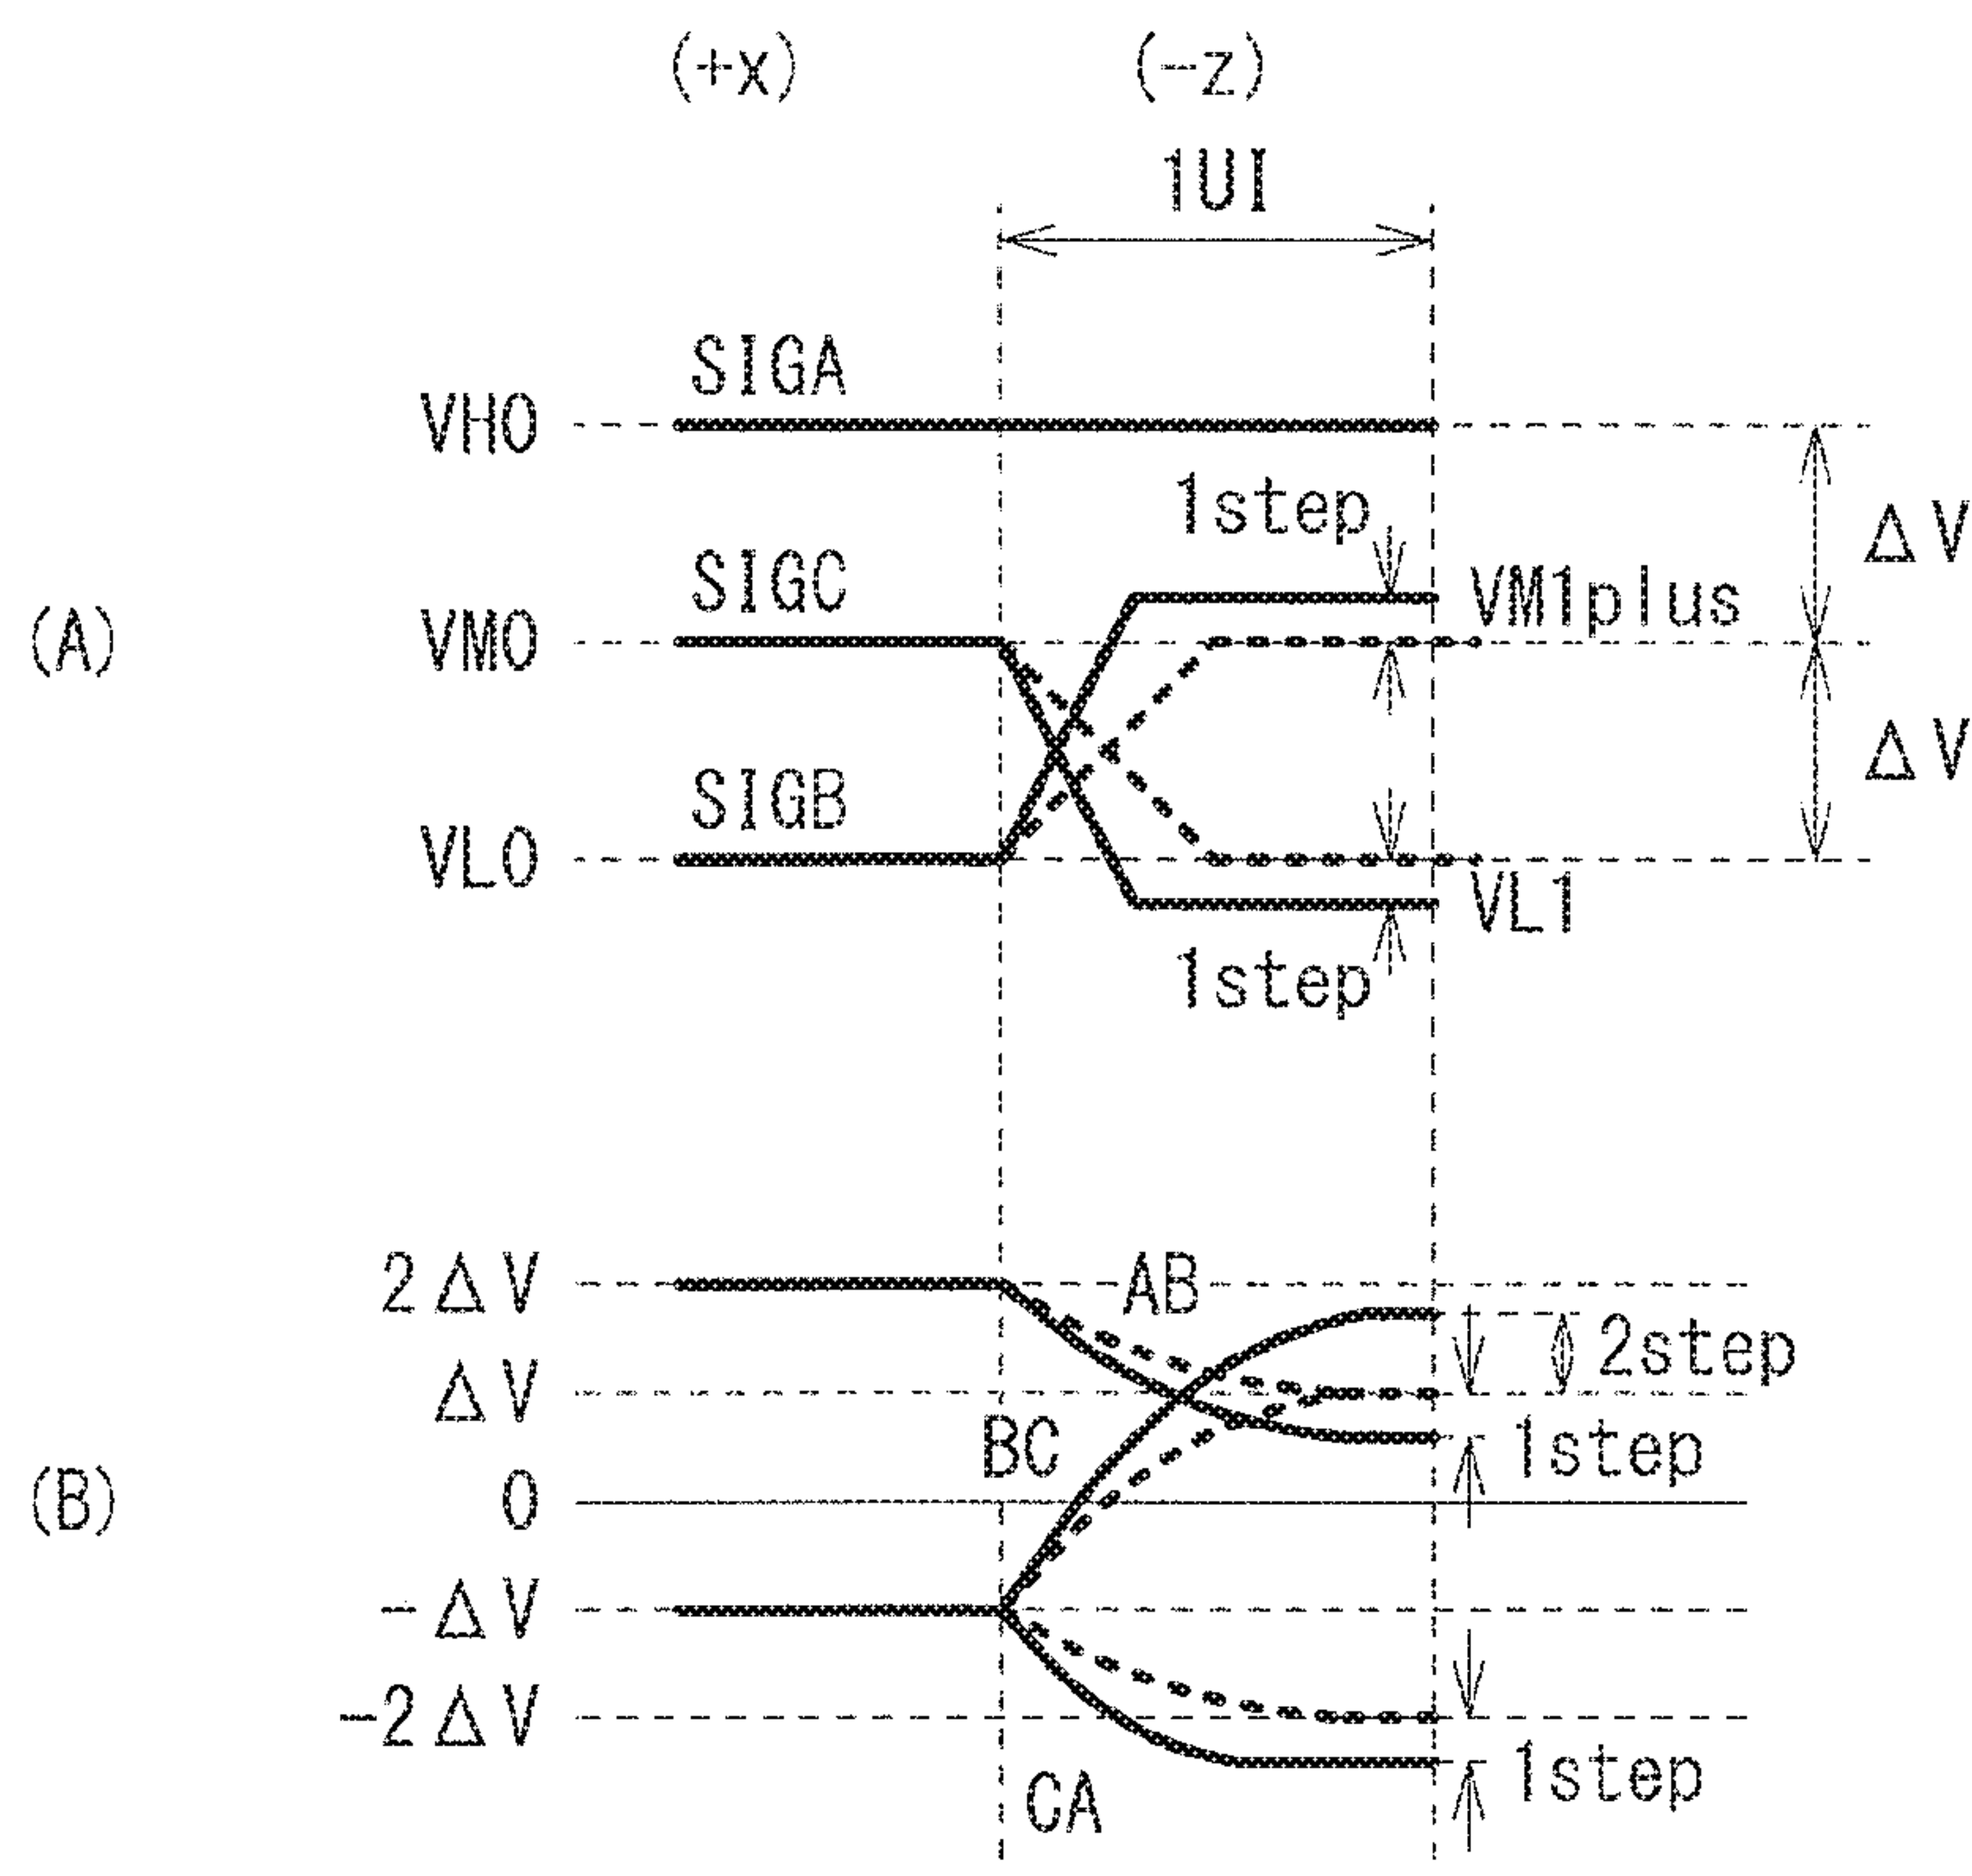 (+x) (-z)
1UI
SIGA
VH0
1step
ΔV
SIGC
VM1plus
(A) VM0
ΔV
SIGB
VL0
VL1
1step
2ΔV AB
2step
ΔV
BC 1step
(B) 0
-ΔV
-2ΔV
1step
CA